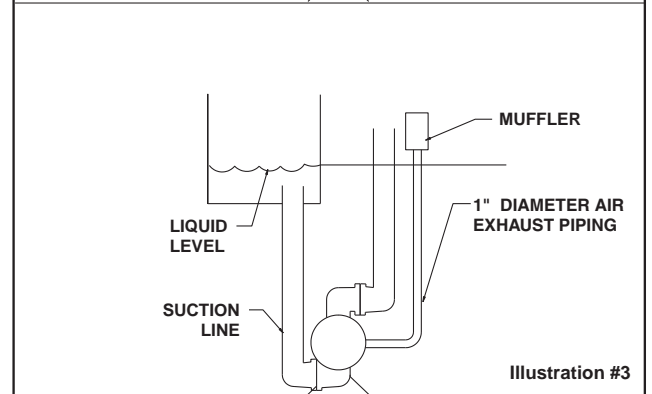 MUFFLER
1" DIAMETER AIR
EXHAUST PIPING
LIQUID
LEVEL
SUCTION
LINE
Illustration #3